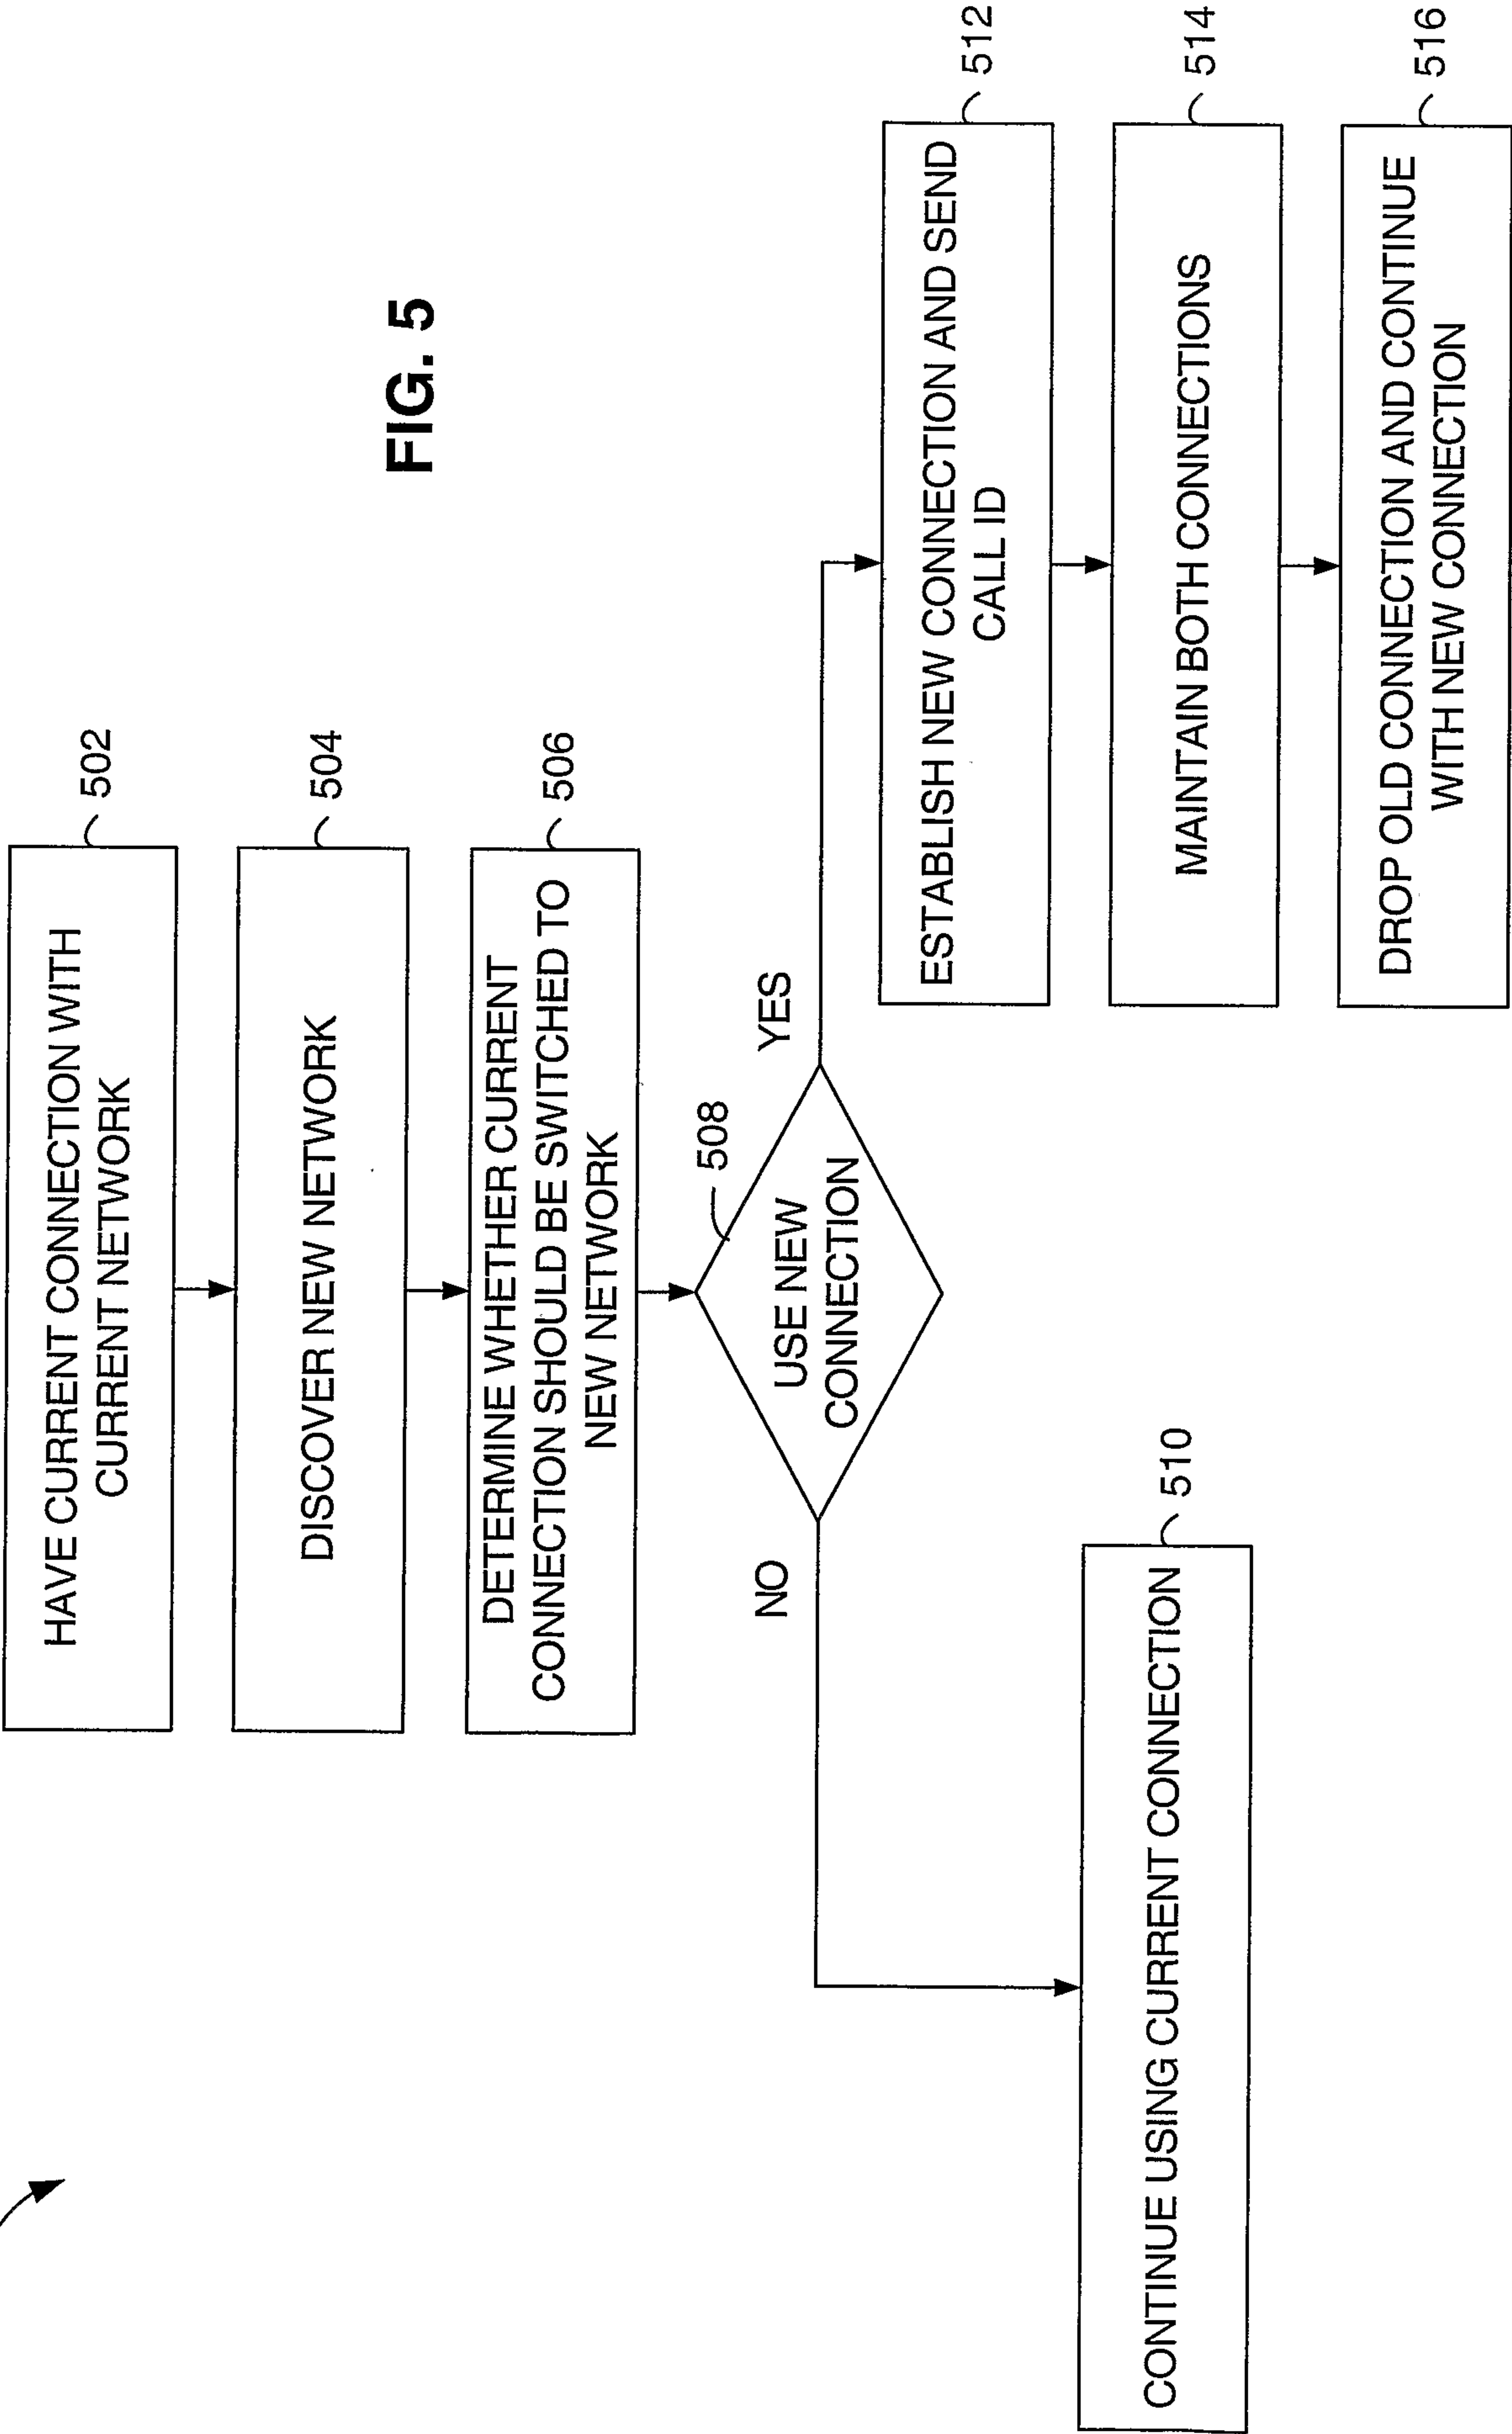 HAVE CURRENT CONNECTION WITH
CURRENT NETWORK
502
DISCOVER NEW NETWORK
504
DETERMINE WHETHER CURRENT
CONNECTION SHOULD BE SWITCHED TO
NEW NETWORK
506
USE NEW
CONNECTION
508
NO
YES
CONTINUE USING CURRENT CONNECTION
510
ESTABLISH NEW CONNECTION AND SEND
CALL ID
512
MAINTAIN BOTH CONNECTIONS
514
DROP OLD CONNECTION AND CONTINUE
WITH NEW CONNECTION
516
FIG. 5